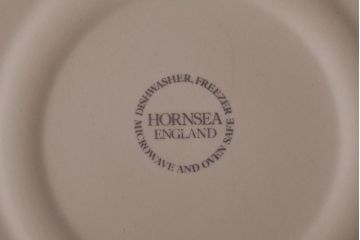 DISHWASHER, FREEZER
HORNSEA
ENGLAND
MICROWAVE AND OVEN SAFE